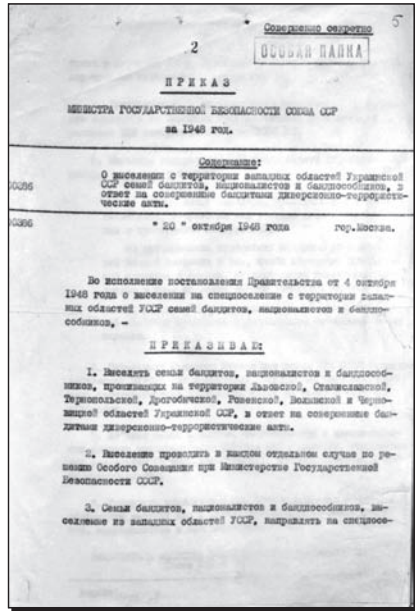 Совершенно секретно
5
2
ОСОБАЯ ПАПКА
ПРИКАЗ
МИНИСТРА ГОСУДАРСТВЕННОЙ БЕЗОПАСНОСТИ СОЮЗА ССР
за 1948 год.
Содержание:
О выселении с территории западных областей Украинской
ССР семей бандитов, националистов и бандпособников, в
ответ на совершенные бандитами диверсионно-террористи-
ческие акты.
00386
00386
" 20 " октября 1948 года гор.Москва.
Во исполнение постановления Правительства от 4 октября
1948 года о выселении на спецпоселение с территории запад-
ных областей УССР семей бандитов, националистов и бандпо-
собников, -
ПРИКАЗЫВАЮ:
1. Выселять семьи бандитов, националистов и бандпособ-
ников, проживающих на территории Львовской, Станиславской,
Тернопольской, Дрогобычской, Ровенской, Волынской и Черно-
вицкой областей Украинской ССР, в ответ на совершенные бан-
дитами диверсионно-террористические акты.
2. Выселение проводить в каждом отдельном случае по ре-
шению Особого Совещания при Министерстве Государственной
Безопасности СССР.
3. Семьи бандитов, националистов и бандпособников, вы-
селяемые из западных областей УССР, направлять на спецпосе-